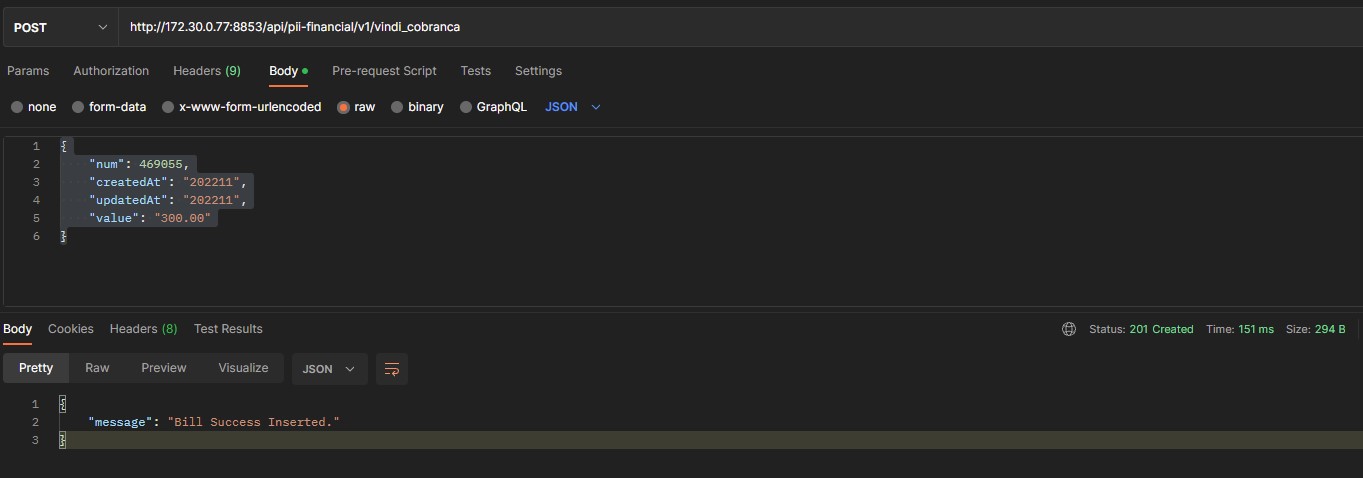 POST http://172.30.0.77:8853/api/pii-financial/v1/vindi_cobranca
Params Authorization Headers (9) Body Pre-request Script Tests Settings
none form-data x-www-form-urlencoded raw binary GraphQL JSON
1 {
2 "num": 469055,
3 "createdAt": "202211",
4 "updatedAt": "202211",
5 "value": "300.00"
6 }
Body Cookies Headers (8) Test Results Status: 201 Created Time: 151 ms Size: 294 B
Pretty Raw Preview Visualize JSON
1 {
2 "message": "Bill Success Inserted."
3 }